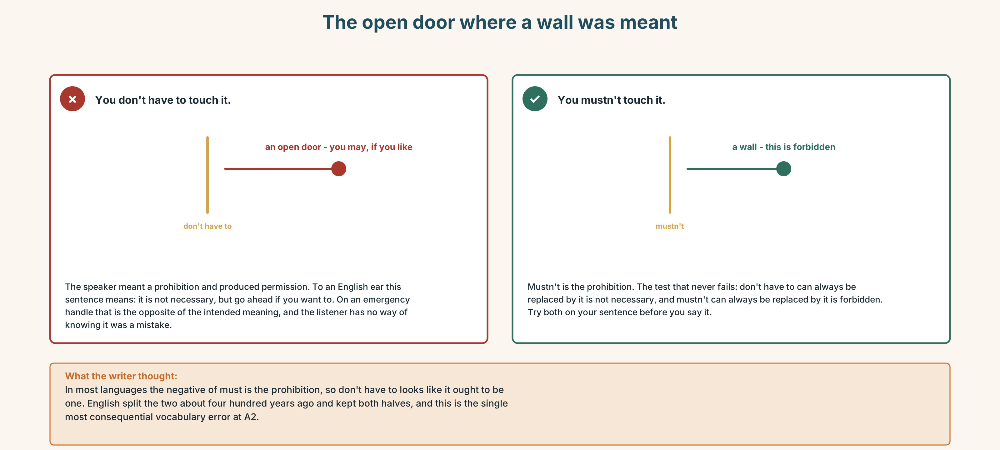 The open door where a wall was meant
You don't have to touch it.
an open door - you may, if you like
don't have to
The speaker meant a prohibition and produced permission. To an English ear this
sentence means: it is not necessary, but go ahead if you want to. On an emergency
handle that is the opposite of the intended meaning, and the listener has no way of
knowing it was a mistake.
You mustn't touch it.
a wall - this is forbidden
mustn't
Mustn't is the prohibition. The test that never fails: don't have to can always be
replaced by it is not necessary, and mustn't can always be replaced by it is forbidden.
Try both on your sentence before you say it.
What the writer thought:
In most languages the negative of must is the prohibition, so don't have to looks like it ought to be
one. English split the two about four hundred years ago and kept both halves, and this is the single
most consequential vocabulary error at A2.